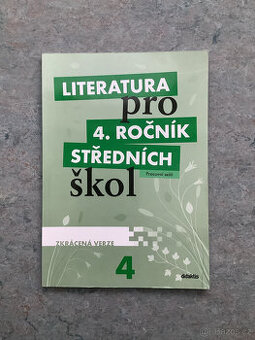 LITERATURA
pro
4. ROČNÍK
STŘEDNÍCH
Pracovní sešit
škol
ZKRÁCENÁ VERZE
4
didaktis